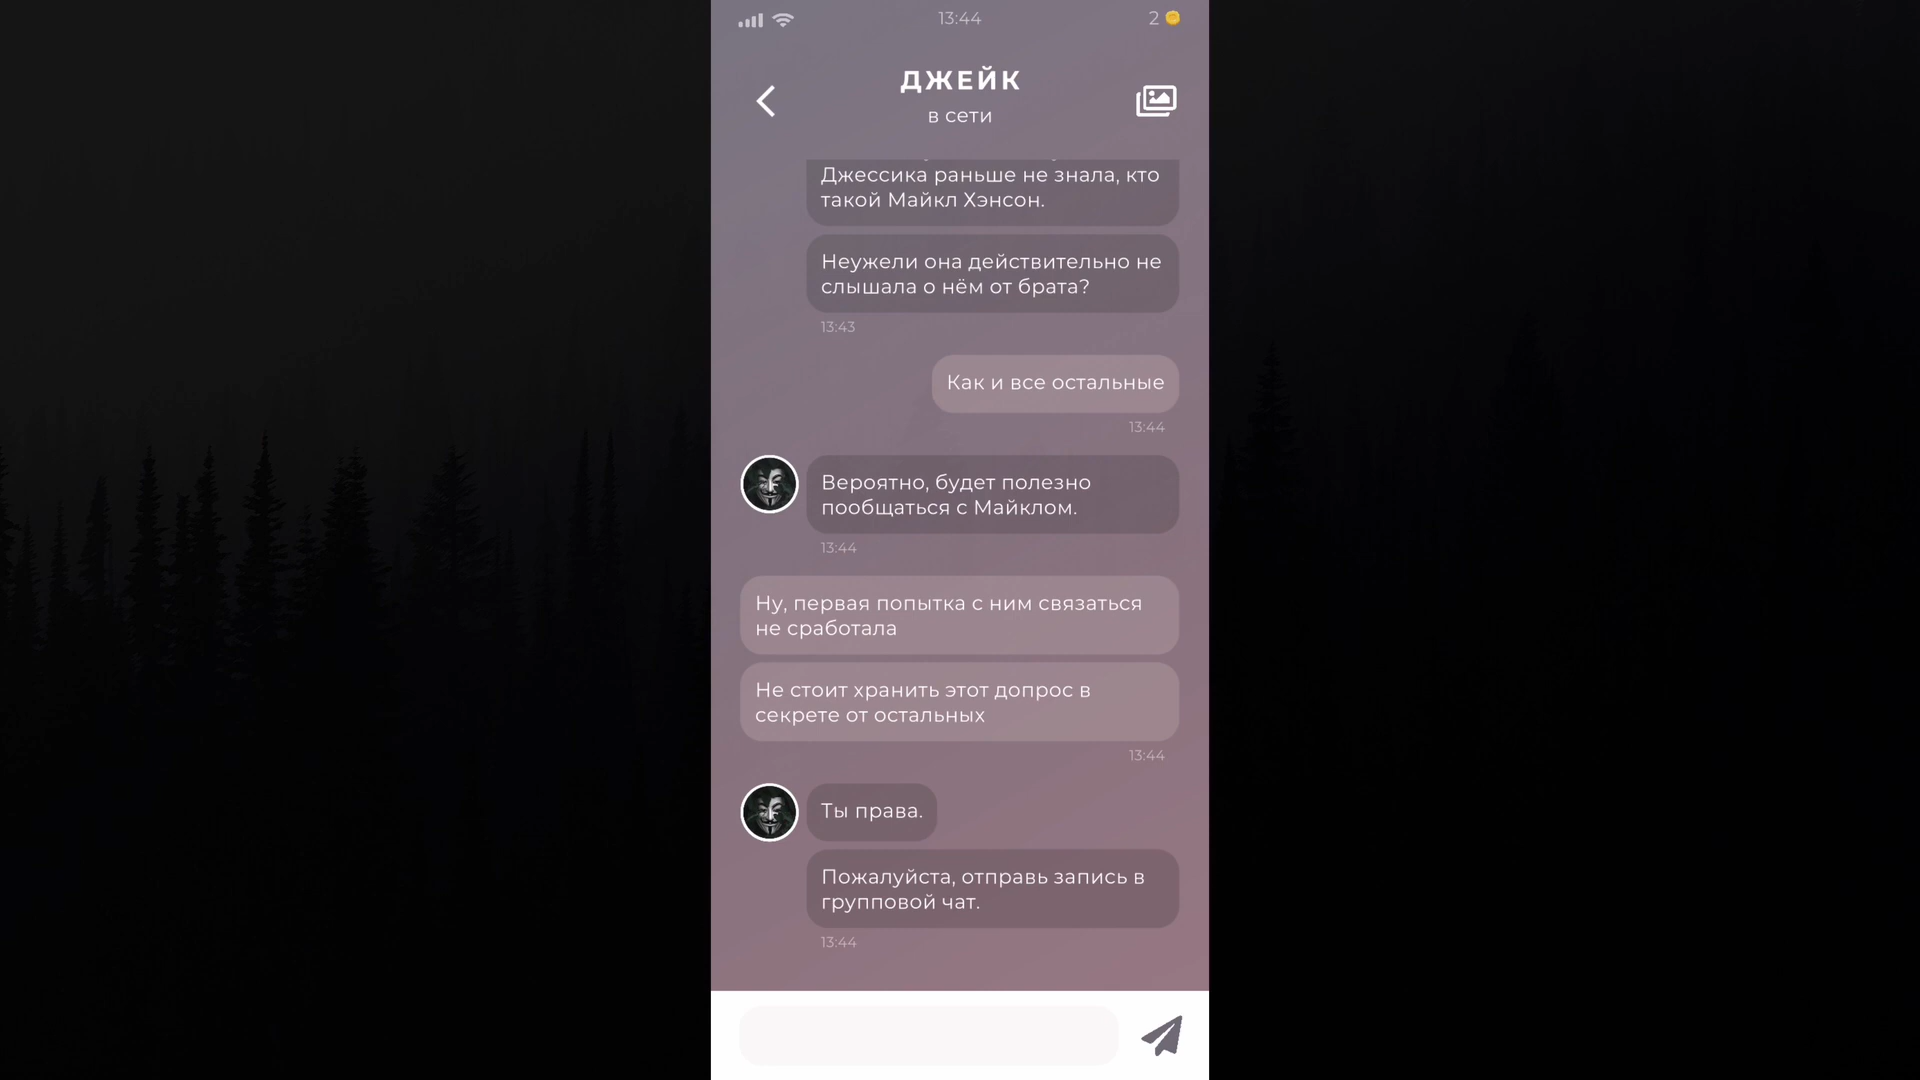 13:44
2
ДЖЕЙК
в сети
Джессика раньше не знала, кто
такой Майкл Хэнсон.
Неужели она действительно не
слышала о нём от брата?
13:43
Как и все остальные
13:44
Вероятно, будет полезно
пообщаться с Майклом.
13:44
Ну, первая попытка с ним связаться
не сработала
Не стоит хранить этот допрос в
секрете от остальных
13:44
Ты права.
Пожалуйста, отправь запись в
групповой чат.
13:44